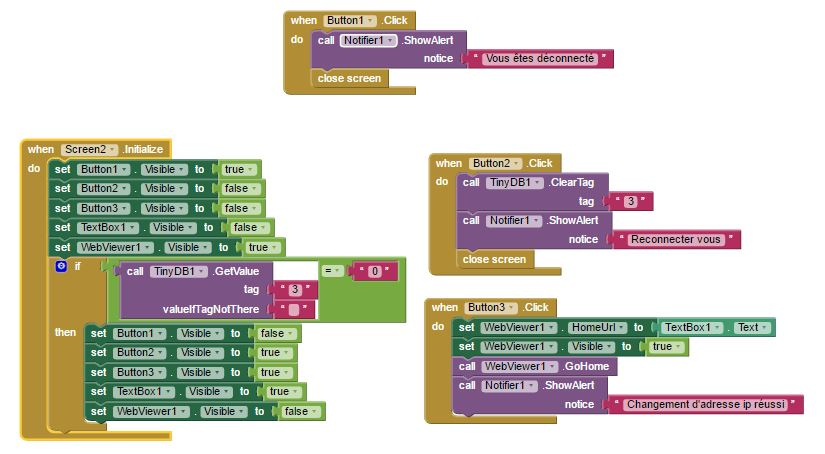 when Button1 .Click
do call Notifier1 .ShowAlert
notice " Vous êtes déconnecté "
close screen
when Screen2 .Initialize
do set Button1 . Visible to true
set Button2 . Visible to false
set Button3 . Visible to false
set TextBox1 . Visible to false
set WebViewer1 . Visible to true
if call TinyDB1 .GetValue = " 0 "
tag " 3 "
valueIfTagNotThere " "
then set Button1 . Visible to false
set Button2 . Visible to true
set Button3 . Visible to true
set TextBox1 . Visible to true
set WebViewer1 . Visible to false
when Button2 .Click
do call TinyDB1 .ClearTag
tag " 3 "
call Notifier1 .ShowAlert
notice " Reconnecter vous "
close screen
when Button3 .Click
do set WebViewer1 . HomeUrl to TextBox1 . Text
set WebViewer1 . Visible to true
call WebViewer1 .GoHome
call Notifier1 .ShowAlert
notice " Changement d'adresse ip réussi "